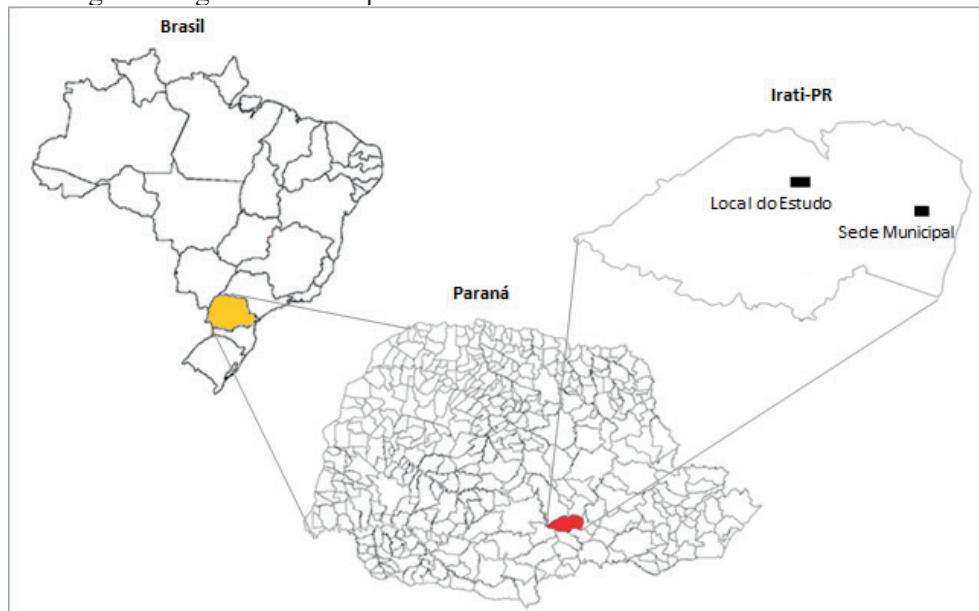 Brasil
Irati-PR
Local do Estudo
Sede Municipal
Paraná